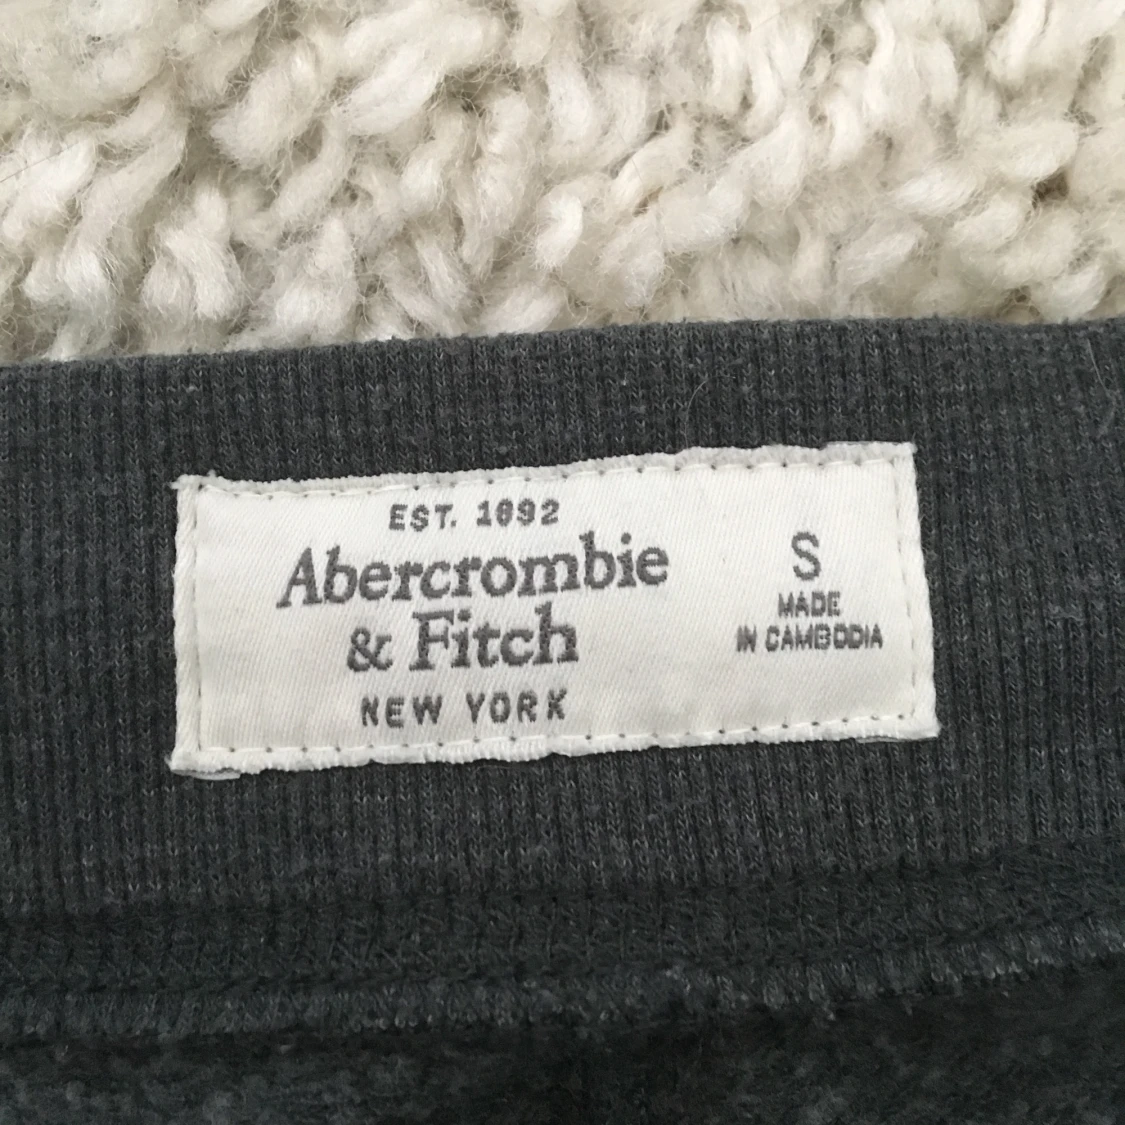 EST. 1892
Abercrombie
& Fitch
NEW YORK
S
MADE
IN CAMBODIA